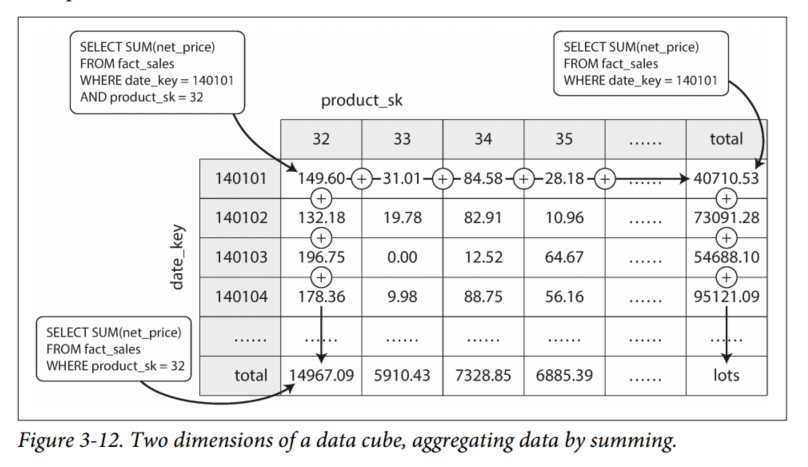 SELECT SUM(net_price)
FROM fact_sales
WHERE date_key = 140101
AND product_sk = 32
SELECT SUM(net_price)
FROM fact_sales
WHERE date_key = 140101
product_sk
32 33 34 35 ...... total
date_key
140101 149.60 + 31.01 + 84.58 + 28.18 + ...... 40710.53
+ +
140102 132.18 19.78 82.91 10.96 ...... 73091.28
+ +
140103 196.75 0.00 12.52 64.67 ...... 54688.10
+ +
140104 178.36 9.98 88.75 56.16 ...... 95121.09
...... ...... ...... ...... ...... ...... ......
total 14967.09 5910.43 7328.85 6885.39 ...... lots
SELECT SUM(net_price)
FROM fact_sales
WHERE product_sk = 32
Figure 3-12. Two dimensions of a data cube, aggregating data by summing.